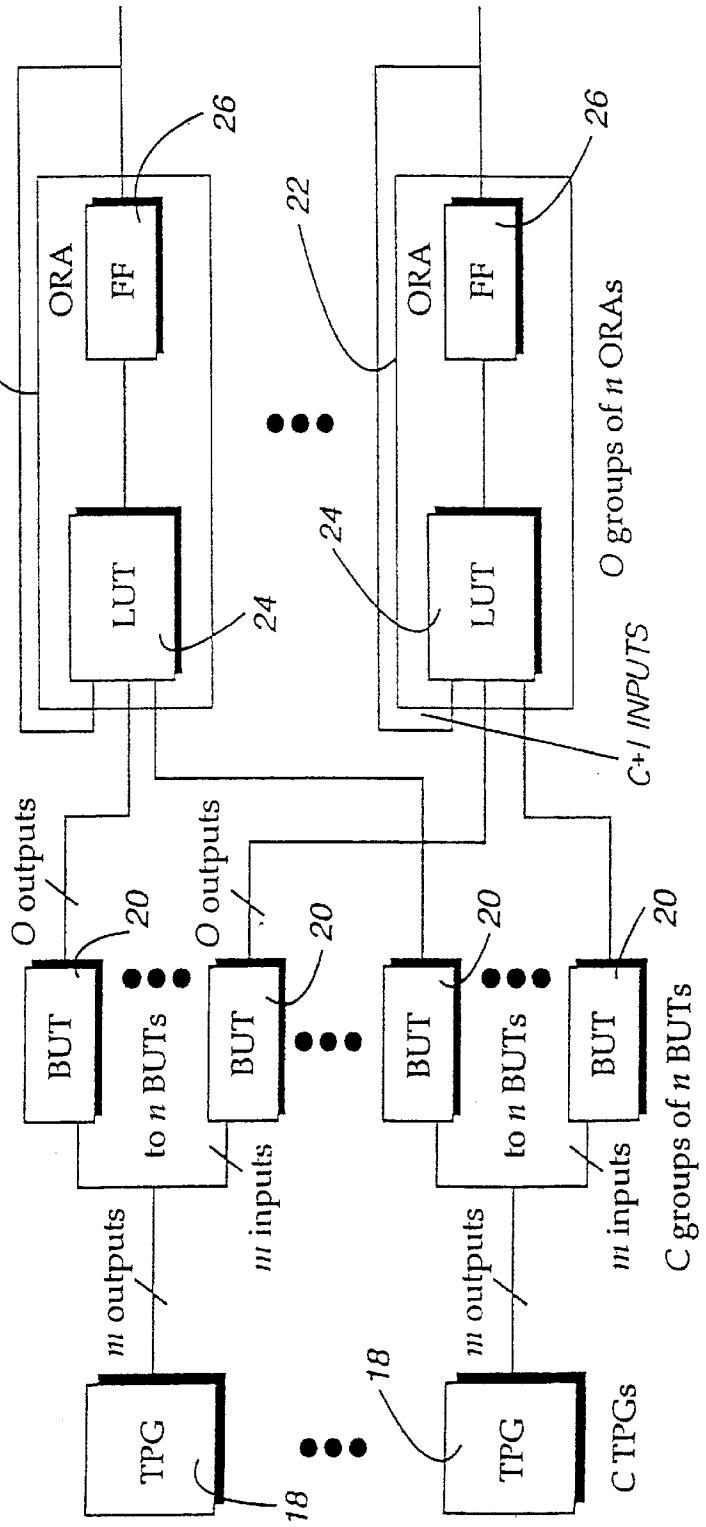 TPG
18
m outputs
18
TPG
m outputs
C TPGs
BUT
20
O outputs
to n BUTs
m inputs
BUT
20
O outputs
BUT
20
to n BUTs
m inputs
BUT
20
C groups of n BUTs
ORA
LUT
24
FF
26
22
ORA
24
LUT
FF
26
C+1 INPUTS
O groups of n ORAs